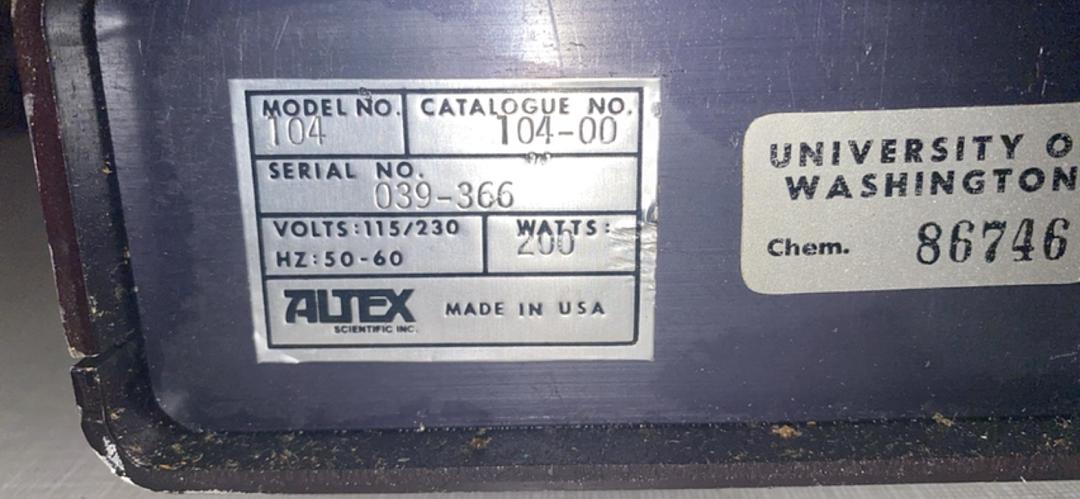 MODEL NO. CATALOGUE NO.
104 104-00
SERIAL NO.
039-366
VOLTS:115/230 WATTS:
200
HZ:50-60
ALTEX
SCIENTIFIC INC.
MADE IN USA
UNIVERSITY O
WASHINGTON
Chem. 86746